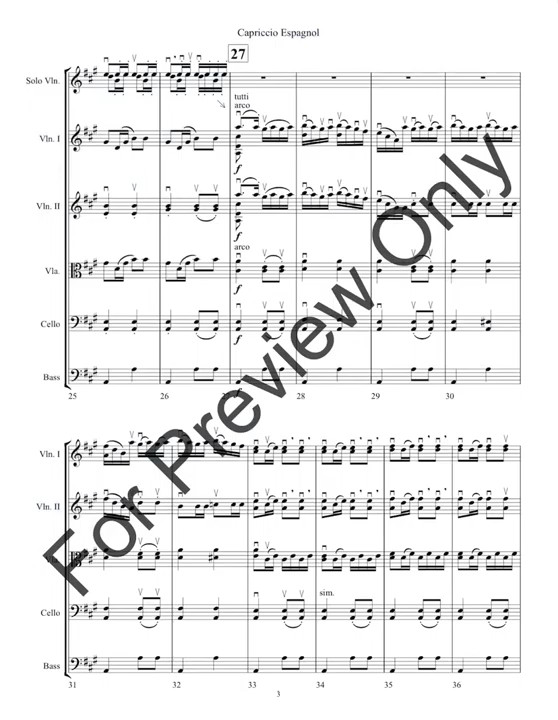 Capriccio Espagnol
27
Solo Vln.
tutti
arco
Vln. I
Vln. II
f
f
arco
Vla.
f
Cello
f
Bass
f
25 26 27 28 29 30
For Preview Only
Vln. I
Vln. II
Vla.
sim.
Cello
Bass
31 32 33 34 35 36
3